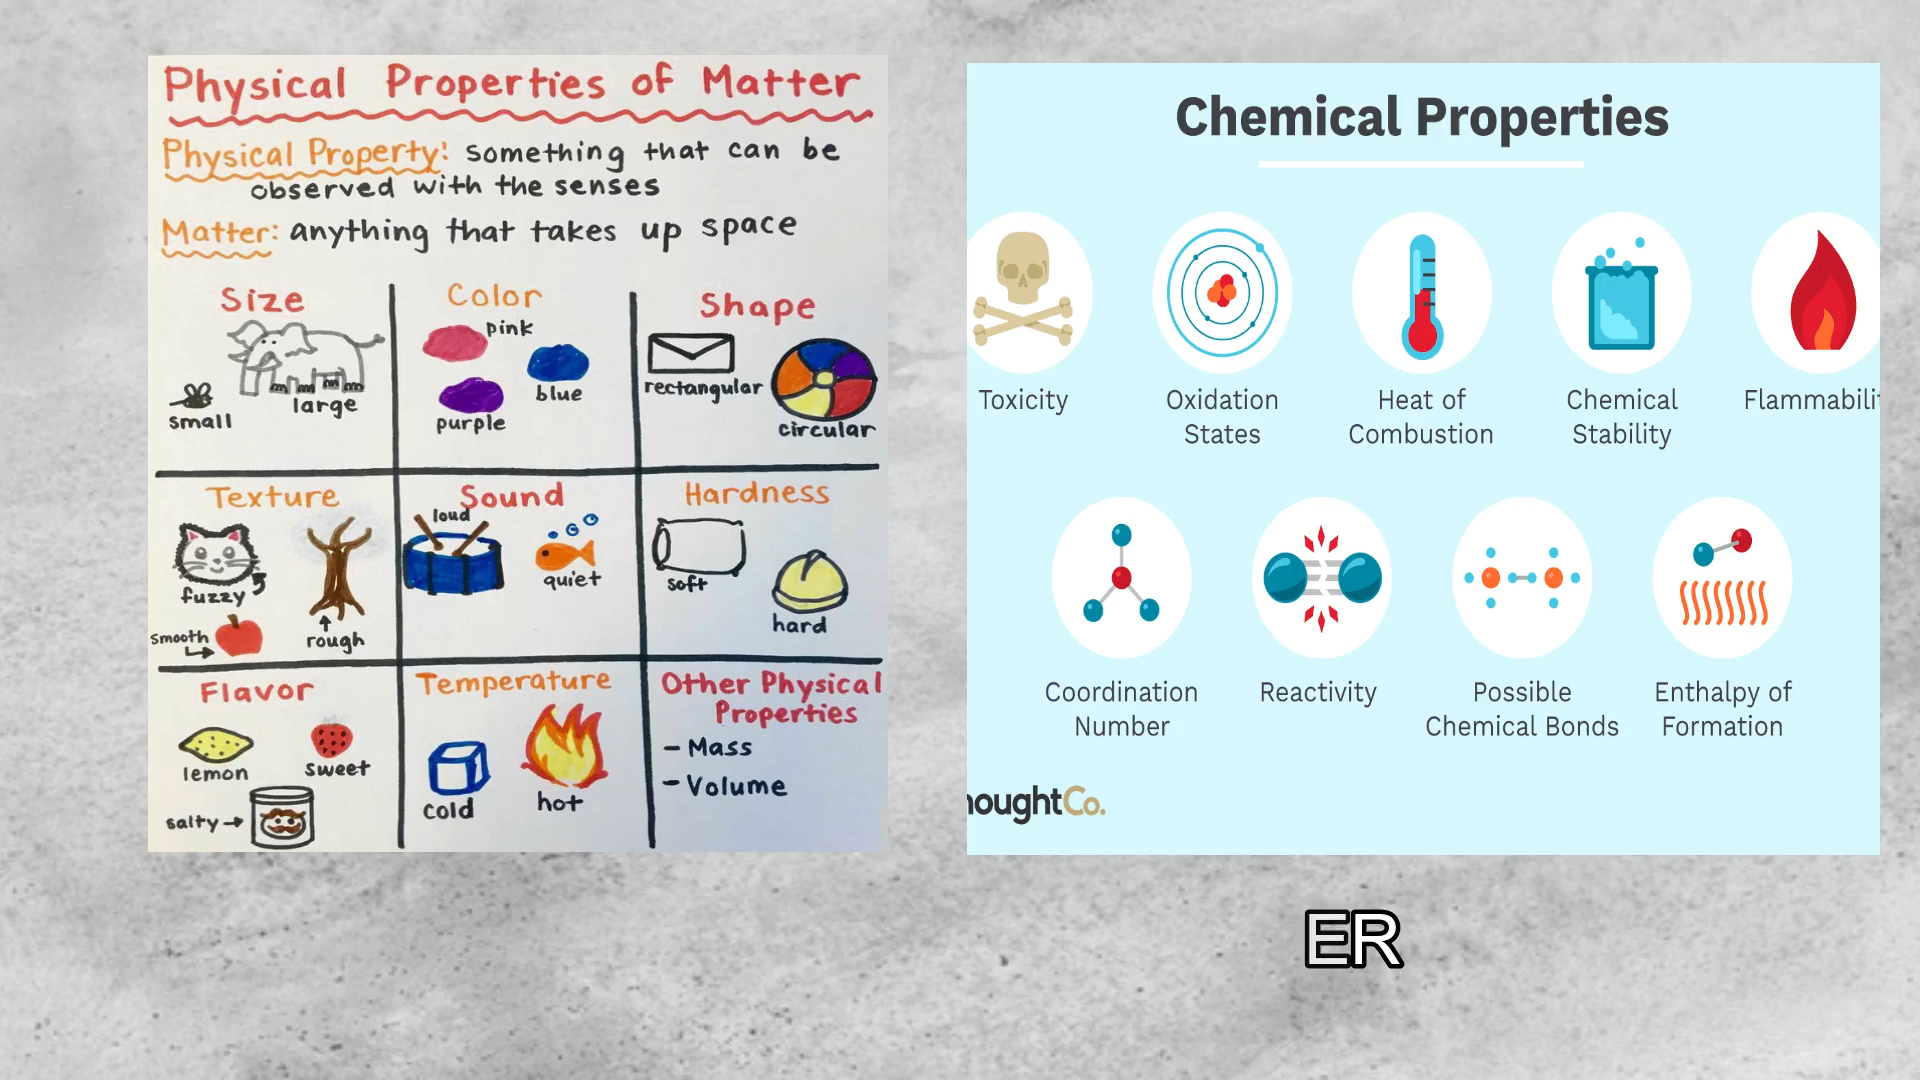 Physical Properties of Matter
Physical Property: something that can be
observed with the senses
Matter: anything that takes up space
Size
small
large
Color
pink
blue
purple
Shape
rectangular
circular
Texture
fuzzy
smooth
rough
Sound
loud
quiet
Hardness
soft
hard
Flavor
lemon
sweet
salty
Temperature
cold
hot
Other Physical
Properties
- Mass
- Volume
Chemical Properties
Toxicity
Oxidation
States
Heat of
Combustion
Chemical
Stability
Flammabilit
Coordination
Number
Reactivity
Possible
Chemical Bonds
Enthalpy of
Formation
houghtCo.
ER